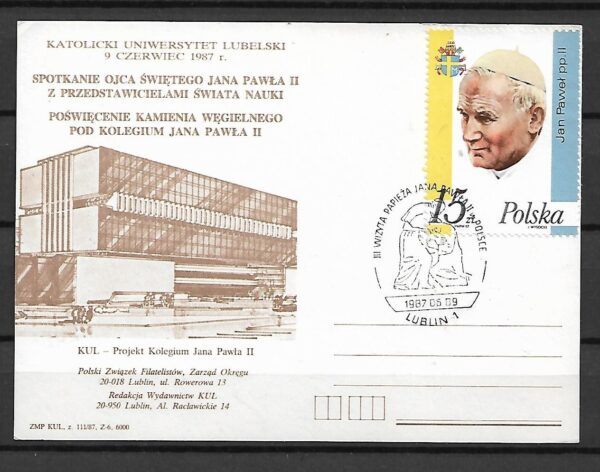 KATOLICKI UNIWERSYTET LUBELSKI
9 CZERWIEC 1987 r.
SPOTKANIE OJCA ŚWIĘTEGO JANA PAWŁA II
Z PRZEDSTAWICIELAMI ŚWIATA NAUKI
POŚWIĘCENIE KAMIENIA WĘGIELNEGO
POD KOLEGIUM JANA PAWŁA II
KUL – Projekt Kolegium Jana Pawła II
Polski Związek Filatelistów, Zarząd Okręgu
20-018 Lublin, ul. Rowerowa 13
Redakcja Wydawnictw KUL
20-950 Lublin, Al. Racławickie 14
ZMP KUL, z. 111/87, Z-6, 6000
Jan Paweł pp. II
15 zł
Polska
III WIZYTA PAPIEŻA JANA PAWŁA II W POLSCE
1987 06 09
LUBLIN 1